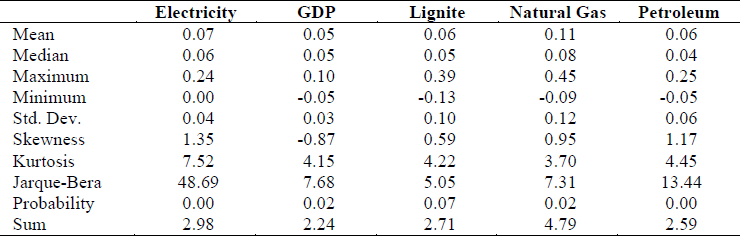 Electricity GDP Lignite Natural Gas Petroleum
Mean 0.07 0.05 0.06 0.11 0.06
Median 0.06 0.05 0.05 0.08 0.04
Maximum 0.24 0.10 0.39 0.45 0.25
Minimum 0.00 -0.05 -0.13 -0.09 -0.05
Std. Dev. 0.04 0.03 0.10 0.12 0.06
Skewness 1.35 -0.87 0.59 0.95 1.17
Kurtosis 7.52 4.15 4.22 3.70 4.45
Jarque-Bera 48.69 7.68 5.05 7.31 13.44
Probability 0.00 0.02 0.07 0.02 0.00
Sum 2.98 2.24 2.71 4.79 2.59